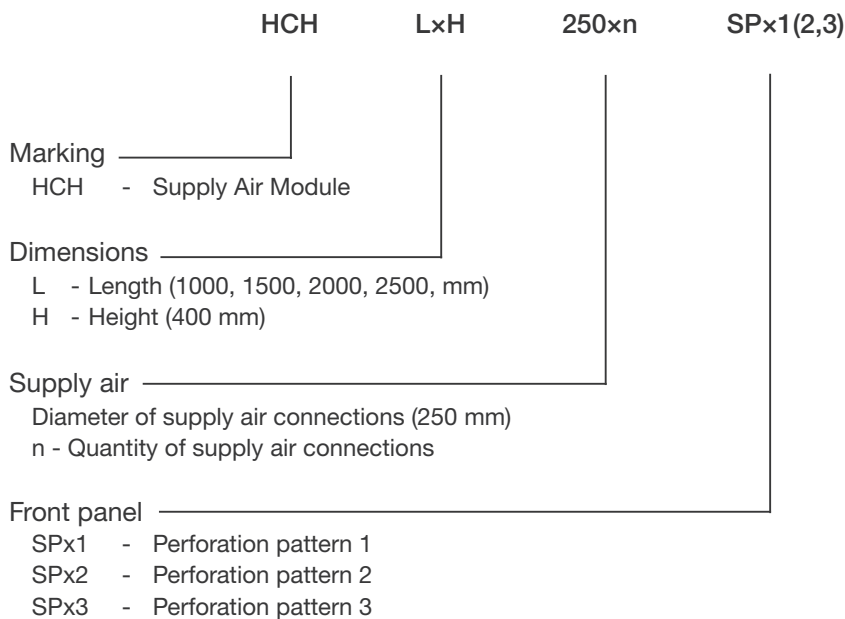 HCH L×H 250×n SP×1(2,3)
Marking
HCH - Supply Air Module
Dimensions
L - Length (1000, 1500, 2000, 2500, mm)
H - Height (400 mm)
Supply air
Diameter of supply air connections (250 mm)
n - Quantity of supply air connections
Front panel
SPx1 - Perforation pattern 1
SPx2 - Perforation pattern 2
SPx3 - Perforation pattern 3